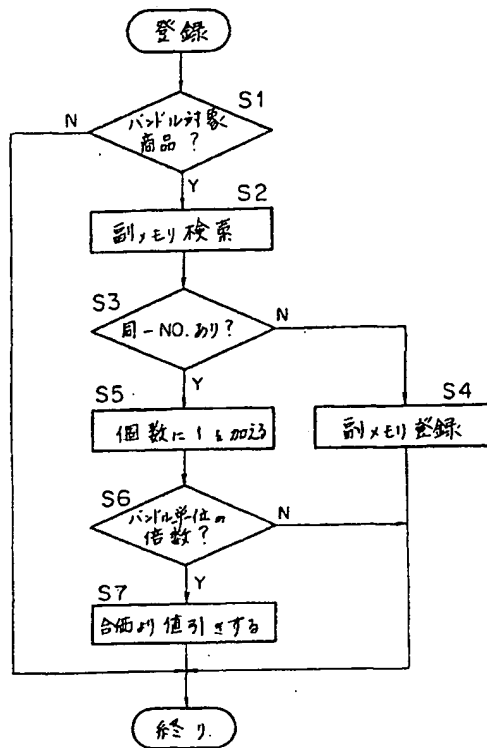 登録
S1
N
バンドル対象
商品?
Y
S2
副メモリ検索
S3
同一NO.あり?
N
Y
S5
個数に1を加える
S4
副メモリ登録
S6
バンドル単位の
倍数?
N
Y
S7
合価より値引きする
終り